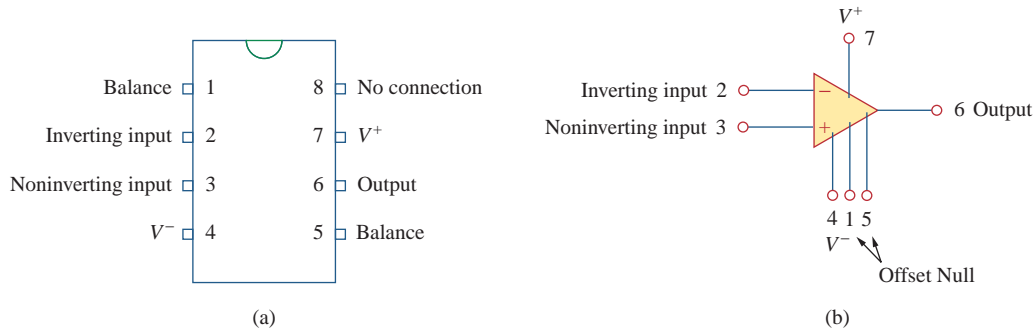 Balance 1 8 No connection
Inverting input 2 7 V⁺
Noninverting input 3 6 Output
V⁻ 4 5 Balance
(a)
V⁺
7
Inverting input 2 −
Noninverting input 3 +
6 Output
4 1 5
V⁻
Offset Null
(b)